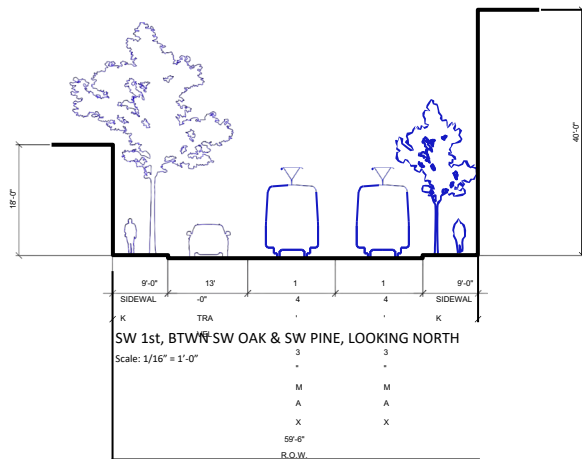 40'-0"
18'-0"
9'-0" 13' 1 1 9'-0"
SIDEWAL -0" 4 4 SIDEWAL
K TRA ' ' K
VEL - -
SW 1st, BTWN SW OAK & SW PINE, LOOKING NORTH
3 3
Scale: 1/16" = 1'-0"
" "
M M
A A
X X
59'-6"
R.O.W.